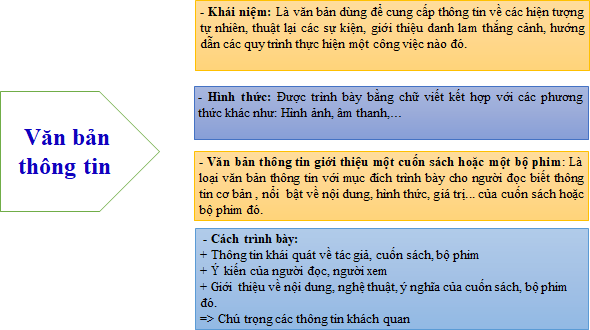 Văn bản
thông tin
- Khái niệm: Là văn bản dùng để cung cấp thông tin về các hiện tượng
tự nhiên, thuật lại các sự kiện, giới thiệu danh lam thắng cảnh, hướng
dẫn các quy trình thực hiện một công việc nào đó.
- Hình thức: Được trình bày bằng chữ viết kết hợp với các phương
thức khác như: Hình ảnh, âm thanh,…
- Văn bản thông tin giới thiệu một cuốn sách hoặc một bộ phim: Là
loại văn bản thông tin với mục đích trình bày cho người đọc biết thông
tin cơ bản , nổi bật về nội dung, hình thức, giá trị... của cuốn sách hoặc
bộ phim đó.
- Cách trình bày:
+ Thông tin khái quát về tác giả, cuốn sách, bộ phim
+ Ý kiến của người đọc, người xem
+ Giới thiệu về nội dung, nghệ thuật, ý nghĩa của cuốn sách, bộ phim
đó.
=> Chú trọng các thông tin khách quan